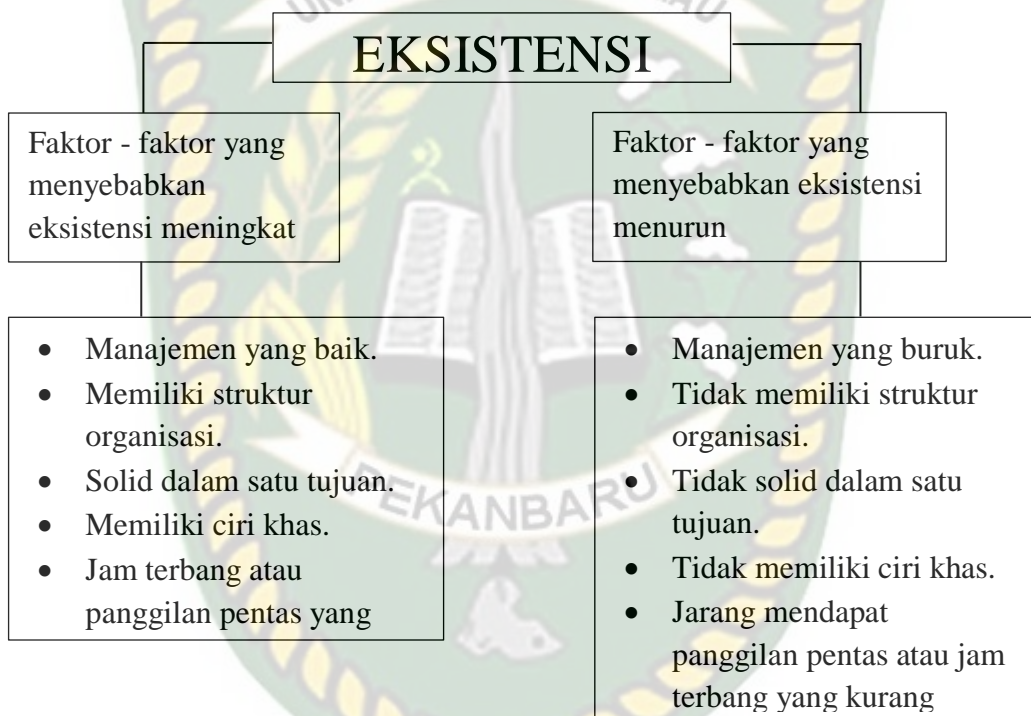 EKSISTENSI
Faktor - faktor yang
menyebabkan
eksistensi meningkat
Faktor - faktor yang
menyebabkan eksistensi
menurun
• Manajemen yang baik.
• Memiliki struktur
organisasi.
• Solid dalam satu tujuan.
• Memiliki ciri khas.
• Jam terbang atau
panggilan pentas yang
• Manajemen yang buruk.
• Tidak memiliki struktur
organisasi.
• Tidak solid dalam satu
tujuan.
• Tidak memiliki ciri khas.
• Jarang mendapat
panggilan pentas atau jam
terbang yang kurang
PEKANBARU